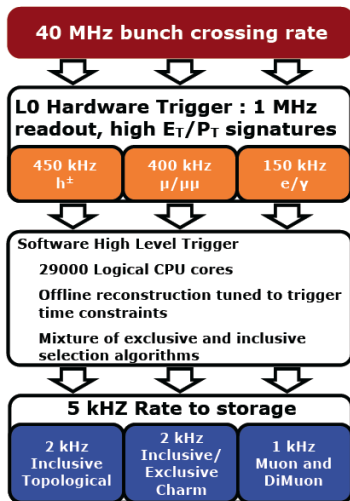 40 MHz bunch crossing rate
L0 Hardware Trigger : 1 MHz
readout, high ET/PT signatures
450 kHz
h±
400 kHz
μ/μμ
150 kHz
e/γ
Software High Level Trigger
29000 Logical CPU cores
Offline reconstruction tuned to trigger
time constraints
Mixture of exclusive and inclusive
selection algorithms
5 kHZ Rate to storage
2 kHz
Inclusive
Topological
2 kHz
Inclusive/
Exclusive
Charm
1 kHz
Muon and
DiMuon